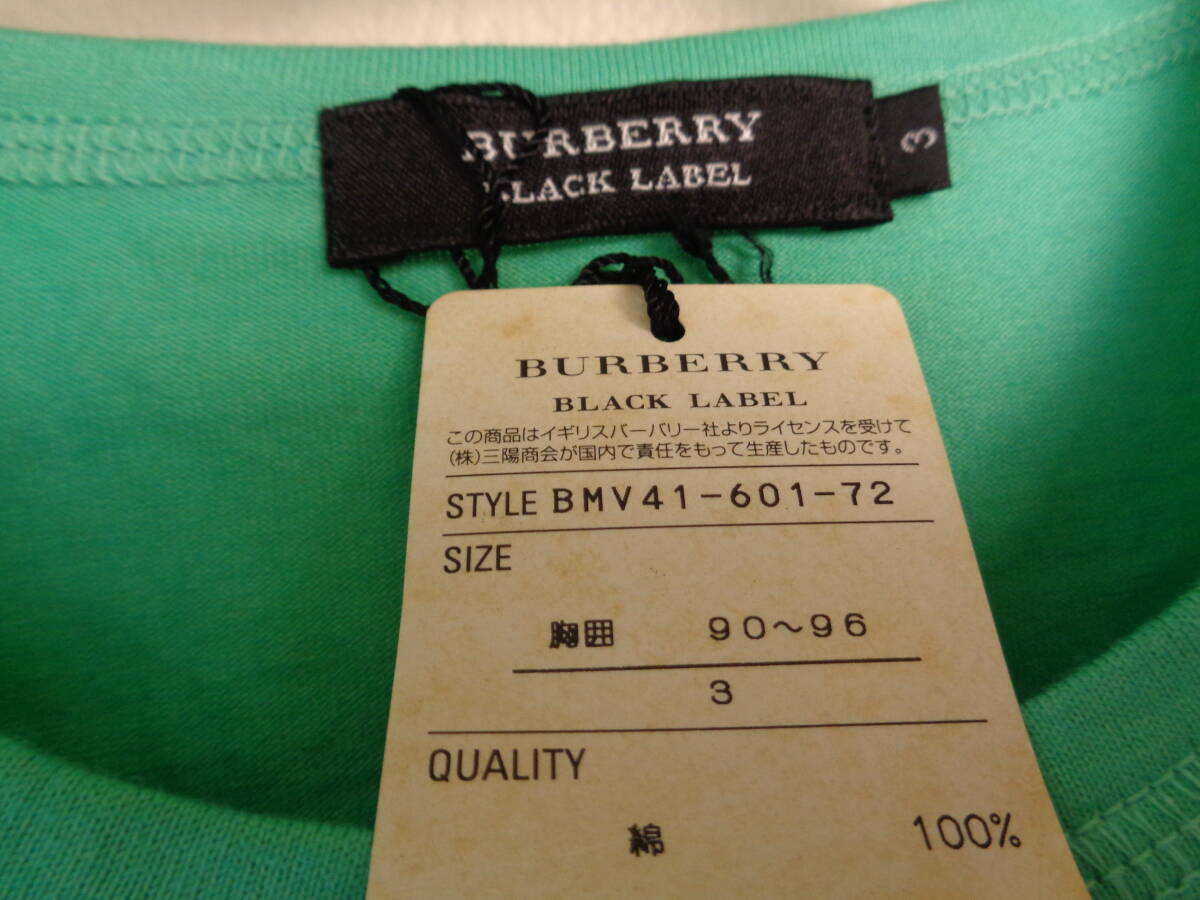 BURBERRY
BLACK LABEL
3
BURBERRY
BLACK LABEL
この商品はイギリスバーバリー社よりライセンスを受けて
(株)三陽商会が国内で責任をもって生産したものです。
STYLE BMV41-601-72
SIZE
胸囲 90〜96
3
QUALITY
綿 100%